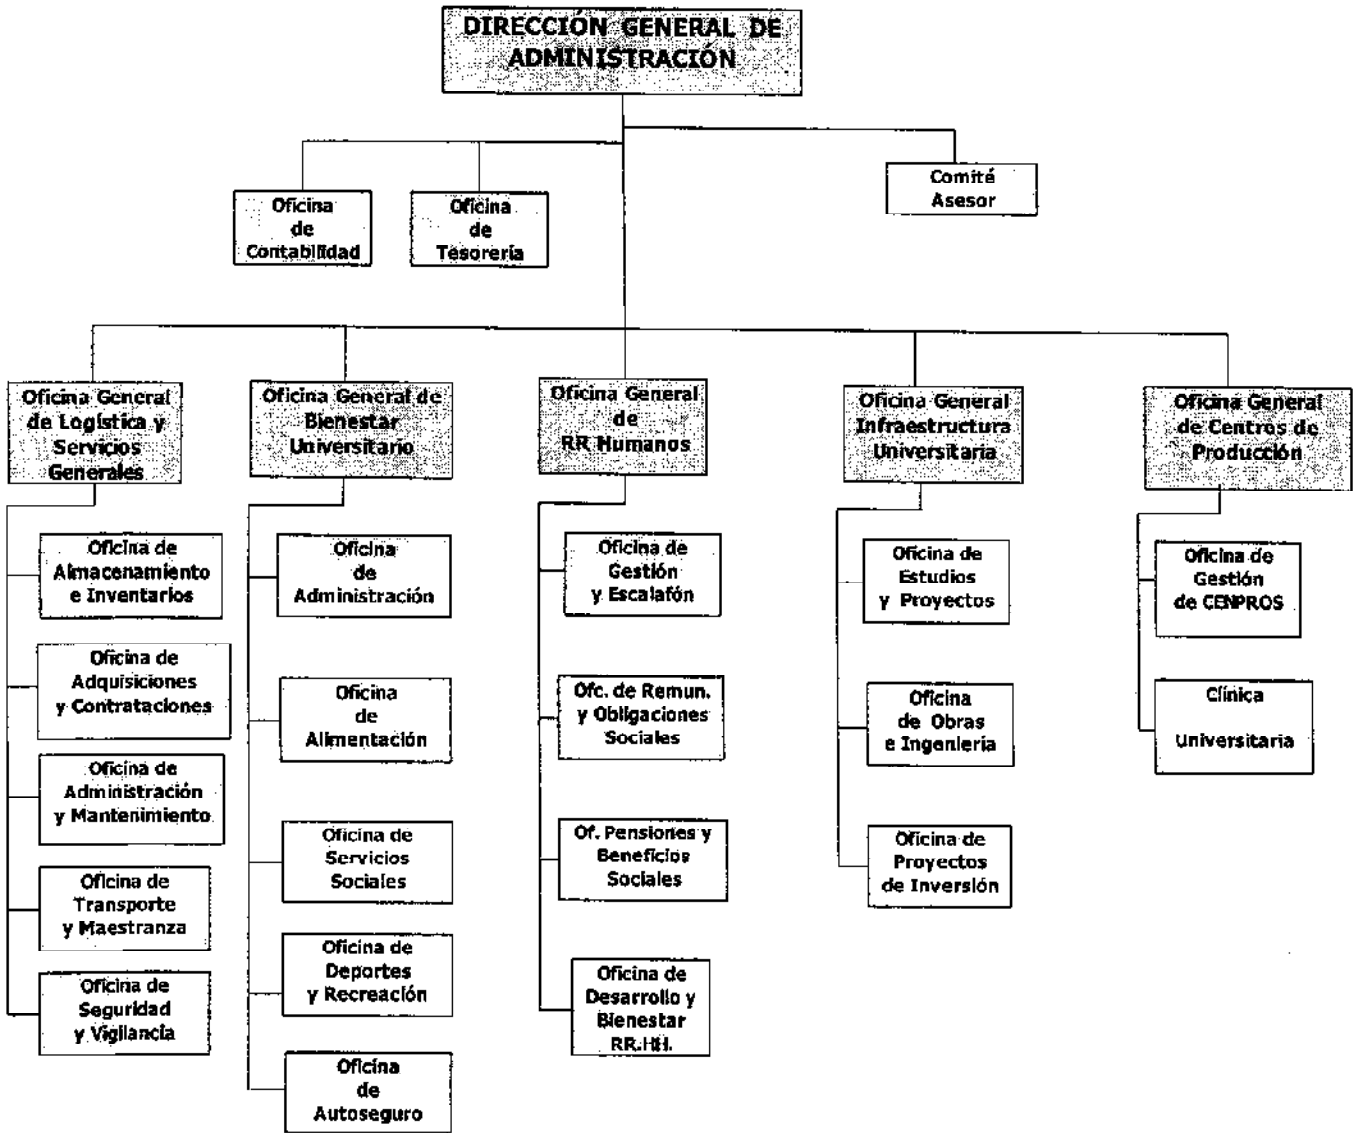 DIRECCIÓN GENERAL DE
ADMINISTRACIÓN
Comité
Asesor
Oficina
de
Contabilidad
Oficina
de
Tesorería
Oficina General
de Logística y
Servicios
Generales
Oficina General de
Bienestar
Universitario
Oficina General
de
RR Humanos
Oficina General
Infraestructura
Universitaria
Oficina General
de Centros de
Producción
Oficina de
Almacenamiento
e Inventarios
Oficina de
Adquisiciones
y Contrataciones
Oficina de
Administración
y Mantenimiento
Oficina de
Transporte
y Maestranza
Oficina de
Seguridad
y Vigilancia
Oficina
de
Administración
Oficina
de
Alimentación
Oficina de
Servicios
Sociales
Oficina de
Deportes
y Recreación
Oficina
de
Autoseguro
Oficina de
Gestión
y Escalafón
Ofc. de Remun.
y Obligaciones
Sociales
Of. Pensiones y
Beneficios
Sociales
Oficina de
Desarrollo y
Bienestar
RR.HH.
Oficina de
Estudios
y Proyectos
Oficina
de Obras
e Ingeniería
Oficina de
Proyectos
de Inversión
Oficina de
Gestión
de CENPROS
Clínica
Universitaria